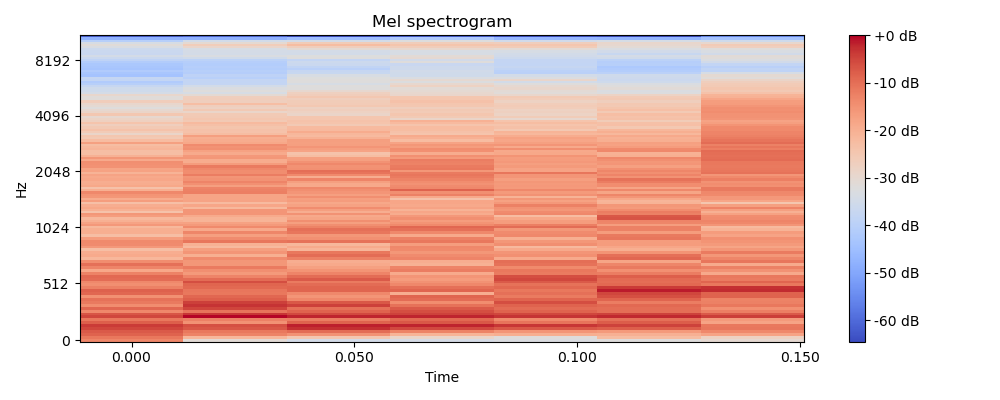 Mel spectrogram
Hz
8192
4096
2048
1024
512
0
0.000
0.050
0.100
0.150
Time
+0 dB
-10 dB
-20 dB
-30 dB
-40 dB
-50 dB
-60 dB